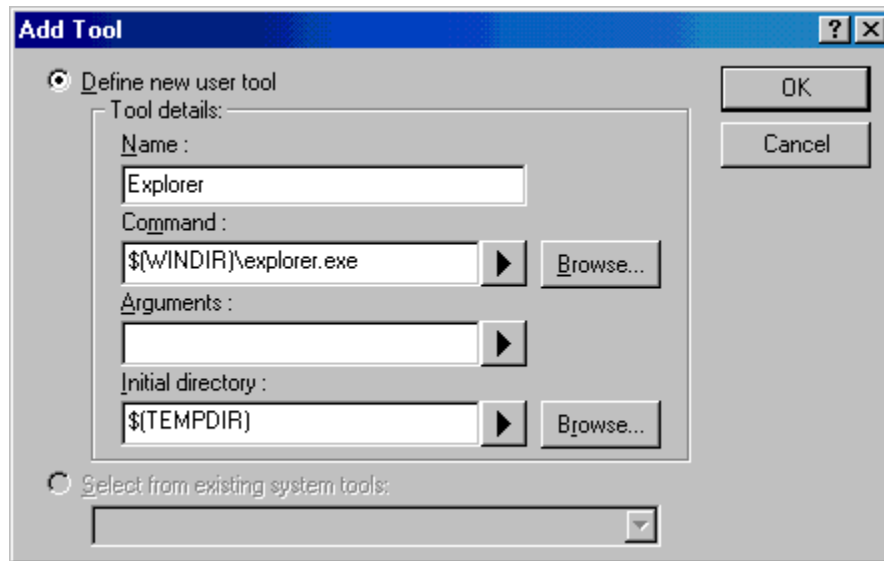 Add Tool
Define new user tool
OK
Tool details:
Name :
Cancel
Explorer
Command :
$(WINDIR)\explorer.exe
Browse...
Arguments :
Initial directory :
$(TEMPDIR)
Browse...
Select from existing system tools: